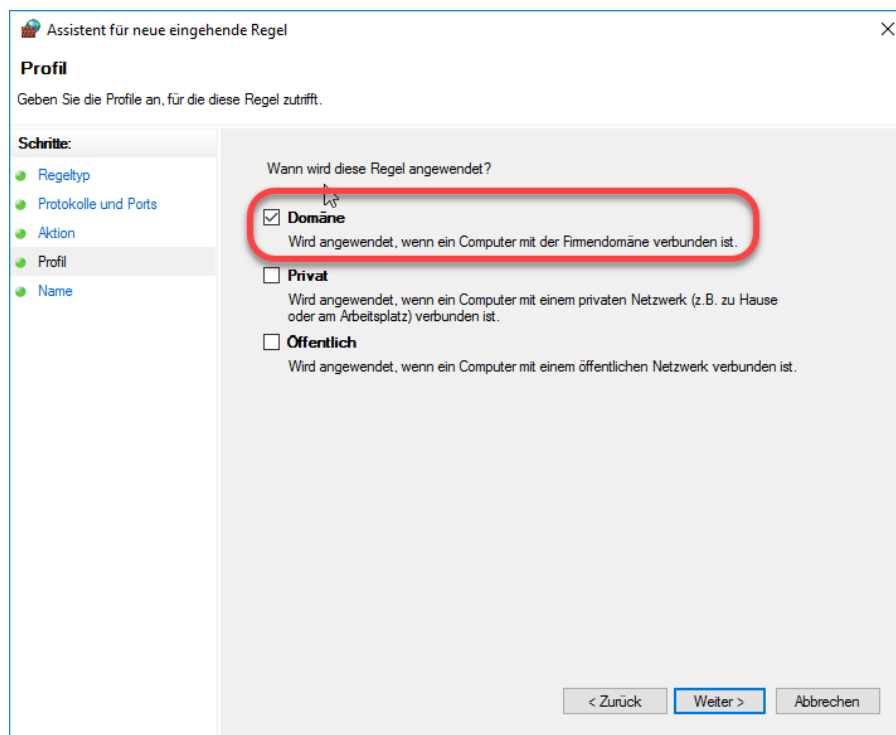 Assistent für neue eingehende Regel
Profil
Geben Sie die Profile an, für die diese Regel zutrifft.
Schritte:
Regeltyp
Protokolle und Ports
Aktion
Profil
Name
Wann wird diese Regel angewendet?
Domäne
Wird angewendet, wenn ein Computer mit der Firmendomäne verbunden ist.
Privat
Wird angewendet, wenn ein Computer mit einem privaten Netzwerk (z.B. zu Hause
oder am Arbeitsplatz) verbunden ist.
Öffentlich
Wird angewendet, wenn ein Computer mit einem öffentlichen Netzwerk verbunden ist.
< Zurück
Weiter >
Abbrechen